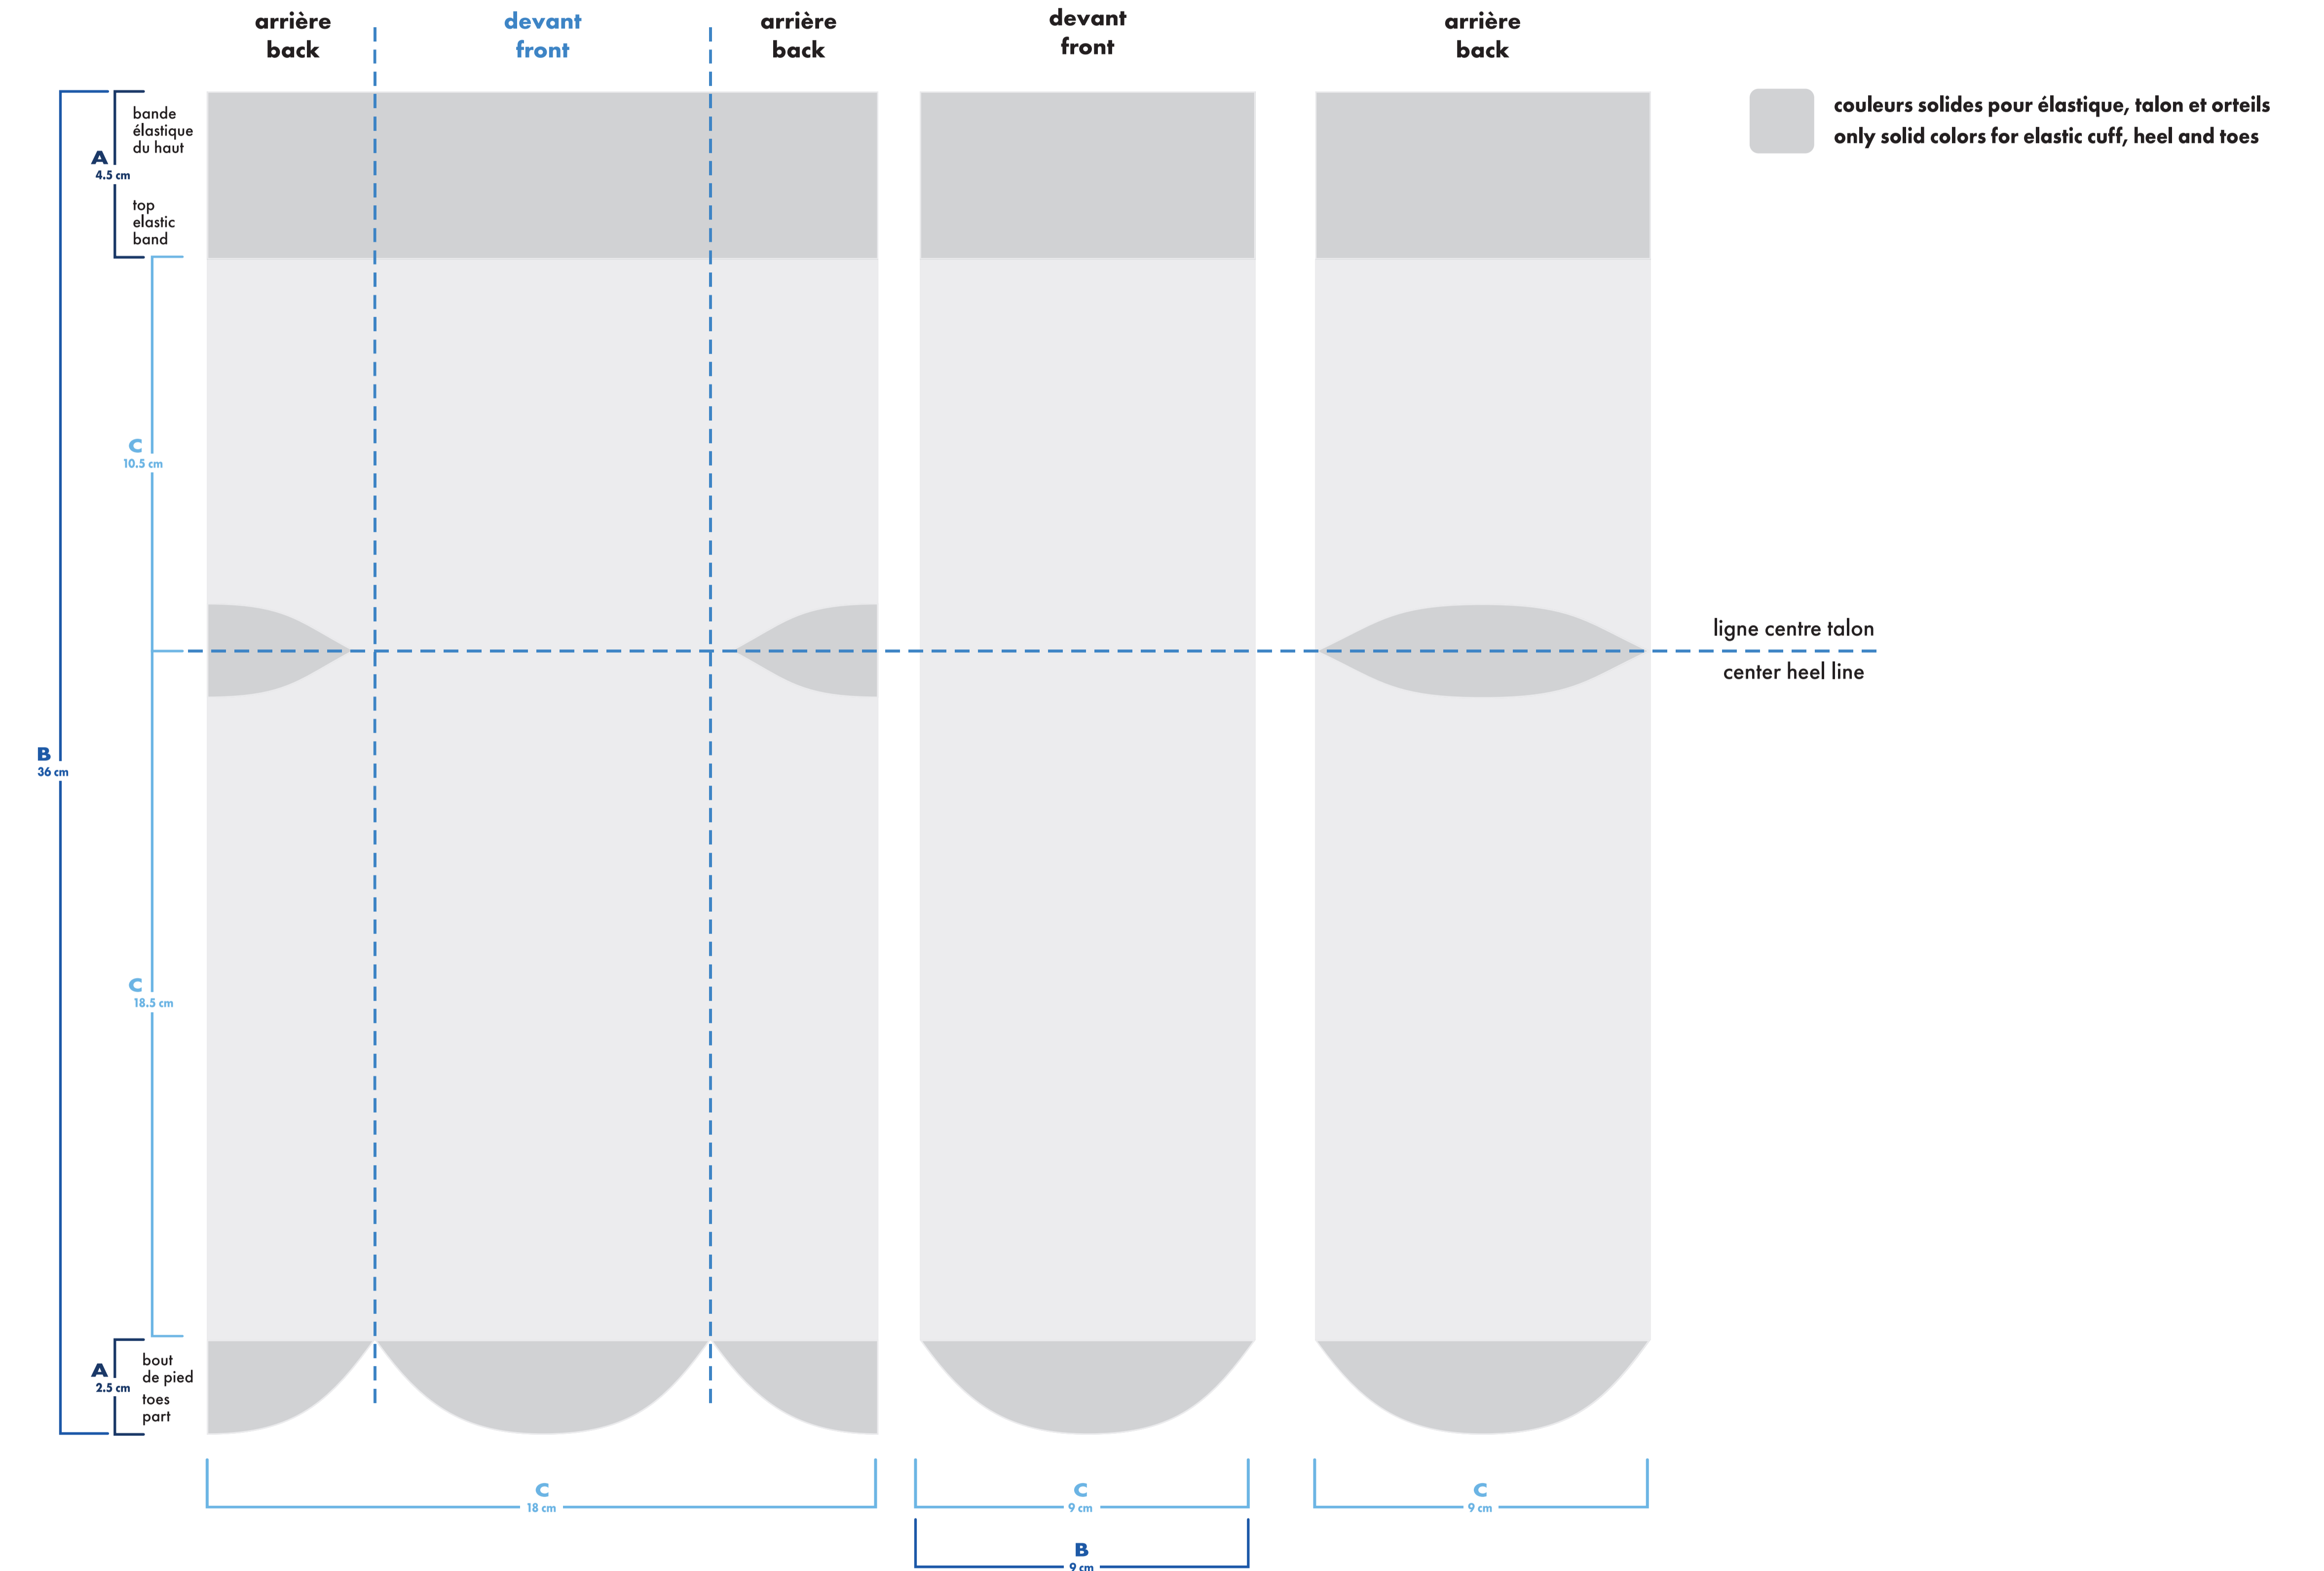 arrière
back
devant
front
arrière
back
devant
front
arrière
back
bande
élastique
du haut
A
4.5 cm
top
elastic
band
couleurs solides pour élastique, talon et orteils
only solid colors for elastic cuff, heel and toes
C
10.5 cm
ligne centre talon
center heel line
B
36 cm
C
18.5 cm
A
2.5 cm
bout
de pied
toes
part
C
18 cm
C
9 cm
C
9 cm
B
9 cm